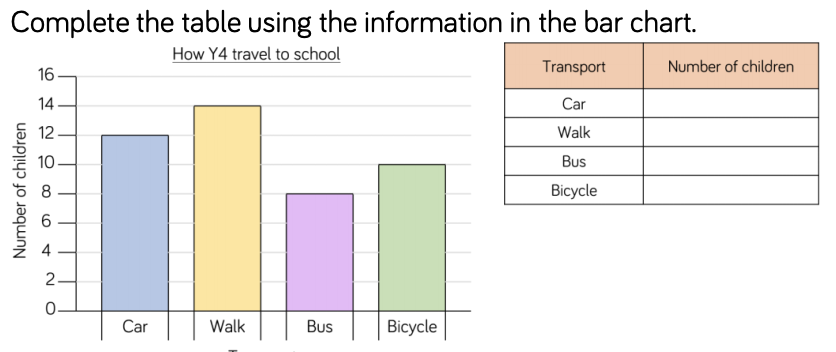 Complete the table using the information in the bar chart.
How Y4 travel to school
Number of children
16
14
12
10
8
6
4
2
0
Car Walk Bus Bicycle
Transport Number of children
Car
Walk
Bus
Bicycle